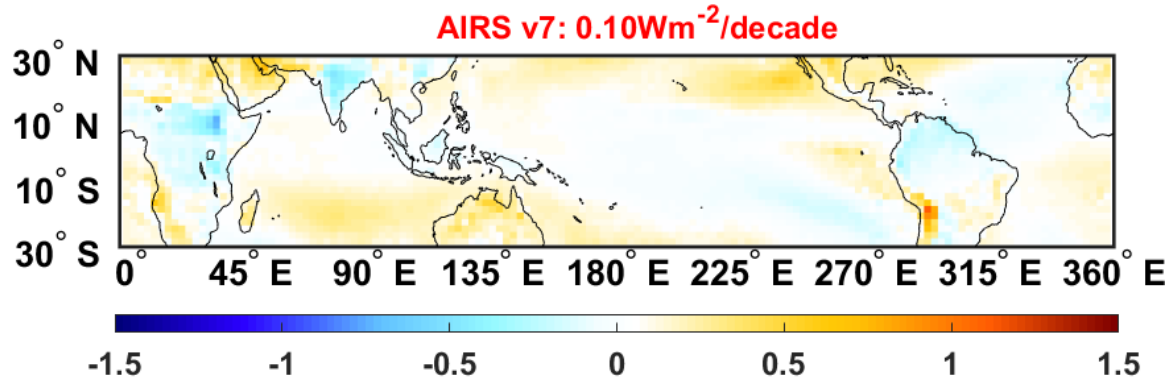 AIRS v7: 0.10Wm-2/decade
30° N
10° N
10° S
30° S
0° 45° E 90° E 135° E 180° E 225° E 270° E 315° E 360° E
-1.5 -1 -0.5 0 0.5 1 1.5